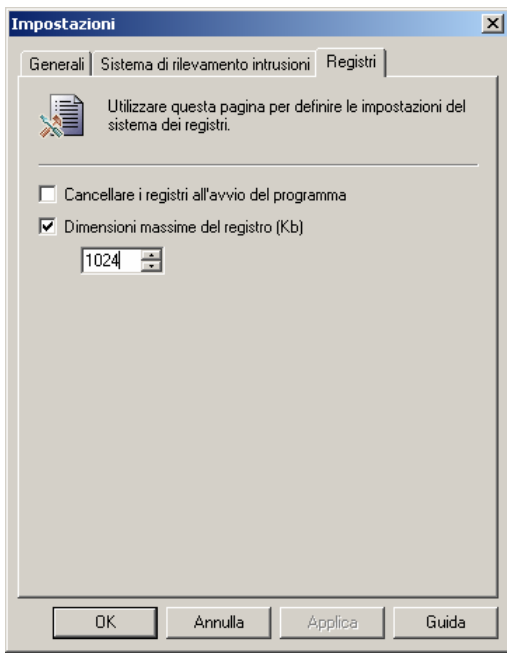 Impostazioni
Generali
Sistema di rilevamento intrusioni
Registri
Utilizzare questa pagina per definire le impostazioni del
sistema dei registri.
Cancellare i registri all'avvio del programma
Dimensioni massime del registro (Kb)
1024
OK
Annulla
Applica
Guida